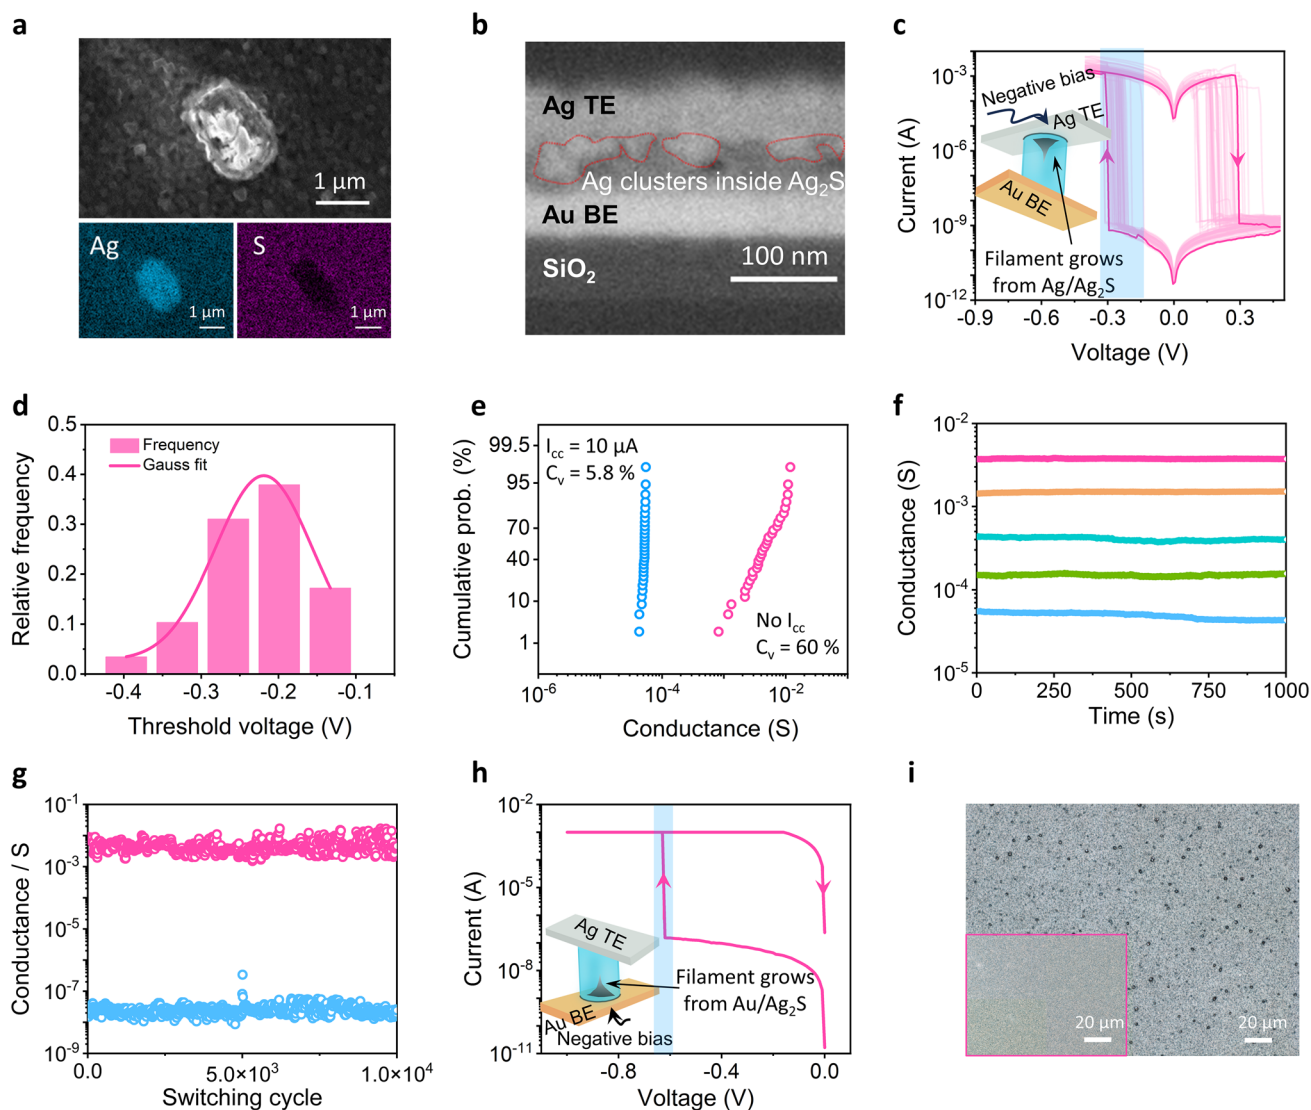 a
1 μm
Ag
1 μm
S
1 μm
b
Ag TE
Ag clusters inside Ag₂S
Au BE
SiO₂
100 nm
c
10⁻³
10⁻⁶
10⁻⁹
10⁻¹²
Current (A)
Negative bias
Ag TE
Au BE
Filament grows
from Ag/Ag₂S
-0.9
-0.6
-0.3
0.0
0.3
Voltage (V)
d
0.5
0.4
0.3
0.2
0.1
0.0
Relative frequency
Frequency
Gauss fit
-0.4
-0.3
-0.2
-0.1
Threshold voltage (V)
e
99.5
95
70
40
10
1
Cumulative prob. (%)
I_cc = 10 μA
C_v = 5.8 %
No I_cc
C_v = 60 %
10⁻⁶
10⁻⁴
10⁻²
Conductance (S)
f
10⁻²
10⁻³
10⁻⁴
10⁻⁵
Conductance (S)
0
250
500
750
1000
Time (s)
g
10⁻¹
10⁻³
10⁻⁵
10⁻⁷
10⁻⁹
Conductance / S
0.0
5.0×10³
1.0×10⁴
Switching cycle
h
10⁻²
10⁻⁵
10⁻⁸
10⁻¹¹
Current (A)
Ag TE
Au BE
Filament grows
from Au/Ag₂S
Negative bias
-0.8
-0.4
0.0
Voltage (V)
i
20 μm
20 μm